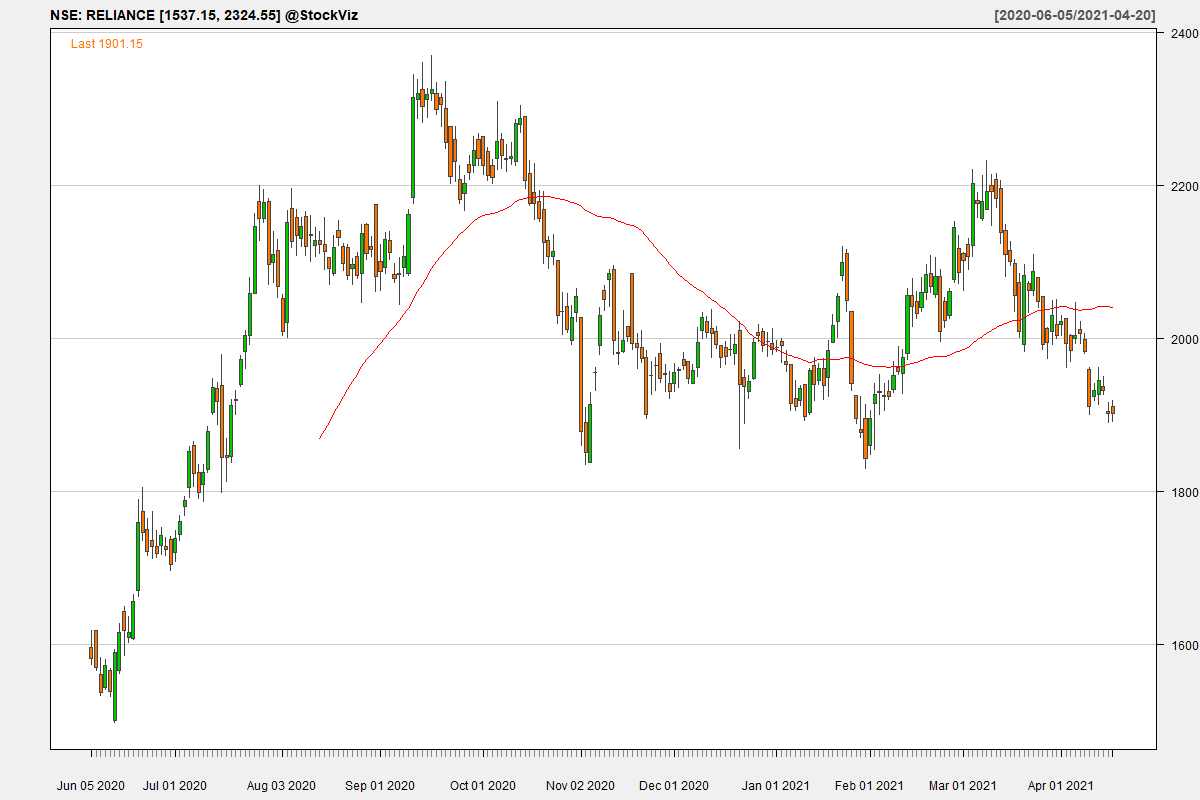 NSE: RELIANCE [1537.15, 2324.55] @StockViz [2020-06-05/2021-04-20]
Last 1901.15
2400
2200
2000
1800
1600
Jun 05 2020 Jul 01 2020 Aug 03 2020 Sep 01 2020 Oct 01 2020 Nov 02 2020 Dec 01 2020 Jan 01 2021 Feb 01 2021 Mar 01 2021 Apr 01 2021